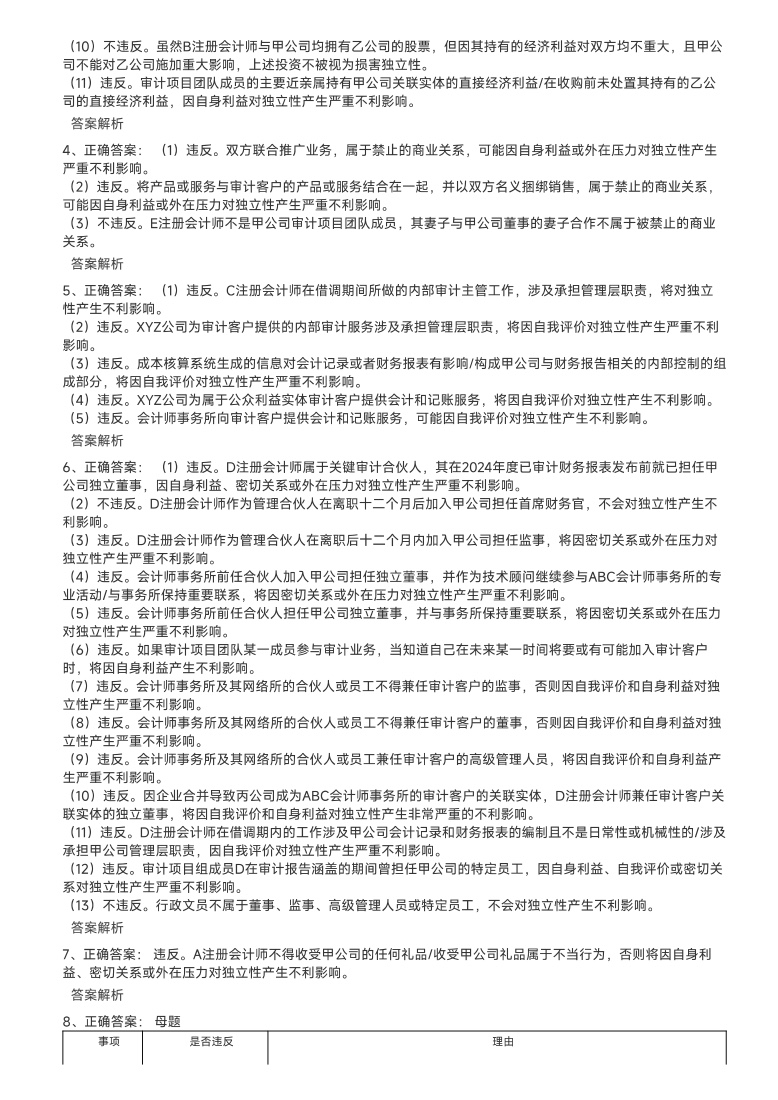 （10）不违反。虽然B注册会计师与甲公司均拥有乙公司的股票，但因其持有的经济利益对双方均不重大，且甲公
司不能对乙公司施加重大影响，上述投资不被视为损害独立性。
（11）违反。审计项目团队成员的主要近亲属持有甲公司关联实体的直接经济利益/在收购前未处置其持有的乙公
司的直接经济利益，因自身利益对独立性产生严重不利影响。
答案解析
4、正确答案： （1）违反。双方联合推广业务，属于禁止的商业关系，可能因自身利益或外在压力对独立性产生
严重不利影响。
（2）违反。将产品或服务与审计客户的产品或服务结合在一起，并以双方名义捆绑销售，属于禁止的商业关系，
可能因自身利益或外在压力对独立性产生严重不利影响。
（3）不违反。E注册会计师不是甲公司审计项目团队成员，其妻子与甲公司董事的妻子合作不属于被禁止的商业
关系。
答案解析
5、正确答案： （1）违反。C注册会计师在借调期间所做的内部审计主管工作，涉及承担管理层职责，将对独立
性产生不利影响。
（2）违反。XYZ公司为审计客户提供的内部审计服务涉及承担管理层职责，将因自我评价对独立性产生严重不利
影响。
（3）违反。成本核算系统生成的信息对会计记录或者财务报表有影响/构成甲公司与财务报告相关的内部控制的组
成部分，将因自我评价对独立性产生严重不利影响。
（4）违反。XYZ公司为属于公众利益实体审计客户提供会计和记账服务，将因自我评价对独立性产生不利影响。
（5）违反。会计师事务所向审计客户提供会计和记账服务，可能因自我评价对独立性产生不利影响。
答案解析
6、正确答案： （1）违反。D注册会计师属于关键审计合伙人，其在2024年度已审计财务报表发布前就已担任甲
公司独立董事，因自身利益、密切关系或外在压力对独立性产生严重不利影响。
（2）不违反。D注册会计师作为管理合伙人在离职十二个月后加入甲公司担任首席财务官，不会对独立性产生不
利影响。
（3）违反。D注册会计师作为管理合伙人在离职后十二个月内加入甲公司担任监事，将因密切关系或外在压力对
独立性产生严重不利影响。
（4）违反。会计师事务所前任合伙人加入甲公司担任独立董事，并作为技术顾问继续参与ABC会计师事务所的专
业活动/与事务所保持重要联系，将因密切关系或外在压力对独立性产生严重不利影响。
（5）违反。会计师事务所前任合伙人担任甲公司独立董事，并与事务所保持重要联系，将因密切关系或外在压力
对独立性产生严重不利影响。
（6）违反。如果审计项目团队某一成员参与审计业务，当知道自己在未来某一时间将要或有可能加入审计客户
时，将因自身利益产生不利影响。
（7）违反。会计师事务所及其网络所的合伙人或员工不得兼任审计客户的监事，否则因自我评价和自身利益对独
立性产生严重不利影响。
（8）违反。会计师事务所及其网络所的合伙人或员工不得兼任审计客户的董事，否则因自我评价和自身利益对独
立性产生严重不利影响。
（9）违反。会计师事务所及其网络所的合伙人或员工兼任审计客户的高级管理人员，将因自我评价和自身利益产
生严重不利影响。
（10）违反。因企业合并导致丙公司成为ABC会计师事务所的审计客户的关联实体，D注册会计师兼任审计客户关
联实体的独立董事，将因自我评价和自身利益对独立性产生非常严重的不利影响。
（11）违反。D注册会计师在借调期内的工作涉及甲公司会计记录和财务报表的编制且不是日常性或机械性的/涉及
承担甲公司管理层职责，因自我评价对独立性产生严重不利影响。
（12）违反。审计项目组成员D在审计报告涵盖的期间曾担任甲公司的特定员工，因自身利益、自我评价或密切关
系对独立性产生严重不利影响。
（13）不违反。行政文员不属于董事、监事、高级管理人员或特定员工，不会对独立性产生不利影响。
答案解析
7、正确答案： 违反。A注册会计师不得收受甲公司的任何礼品/收受甲公司礼品属于不当行为，否则将因自身利
益、密切关系或外在压力对独立性产生不利影响。
答案解析
8、正确答案： 母题
事项 是否违反 理由